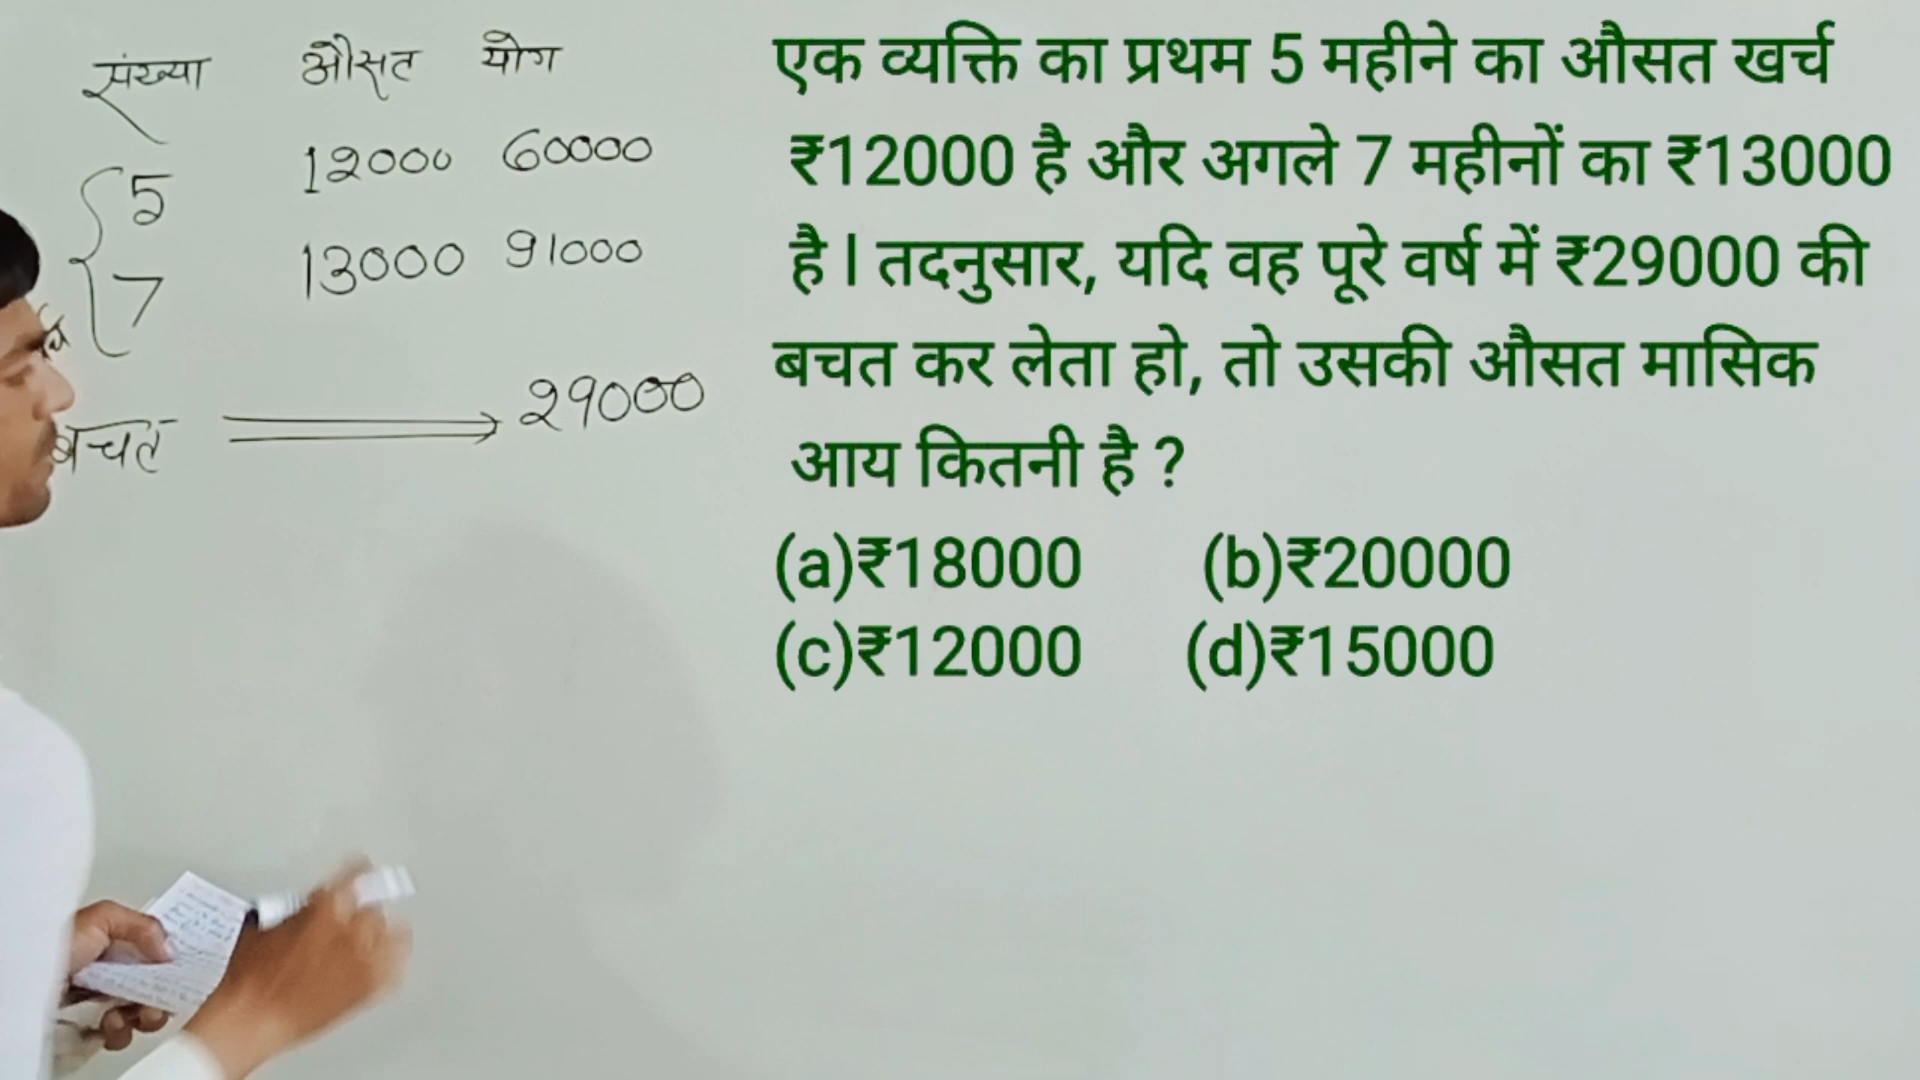 संख्या औसत योग
5 12000 60000
7 13000 91000
बचत 29000
एक व्यक्ति का प्रथम 5 महीने का औसत खर्च
₹12000 है और अगले 7 महीनों का ₹13000
है l तदनुसार, यदि वह पूरे वर्ष में ₹29000 की
बचत कर लेता हो, तो उसकी औसत मासिक
आय कितनी है ?
(a)₹18000 (b)₹20000
(c)₹12000 (d)₹15000